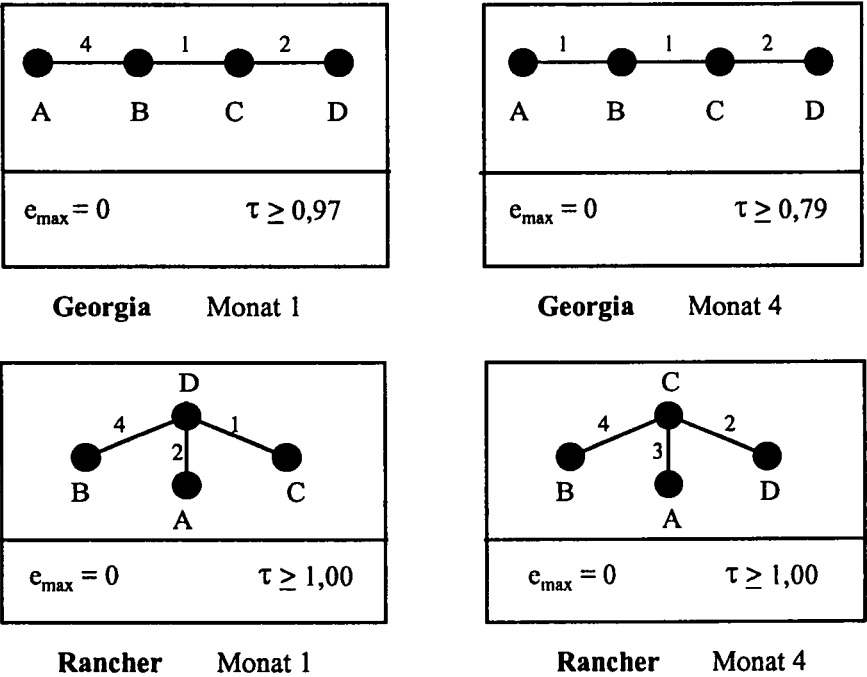 4 1 2
A B C D
e_max = 0 τ ≥ 0,97
Georgia Monat 1
1 1 2
A B C D
e_max = 0 τ ≥ 0,79
Georgia Monat 4
D
4 2 1
B A C
e_max = 0 τ ≥ 1,00
Rancher Monat 1
C
4 3 2
B A D
e_max = 0 τ ≥ 1,00
Rancher Monat 4